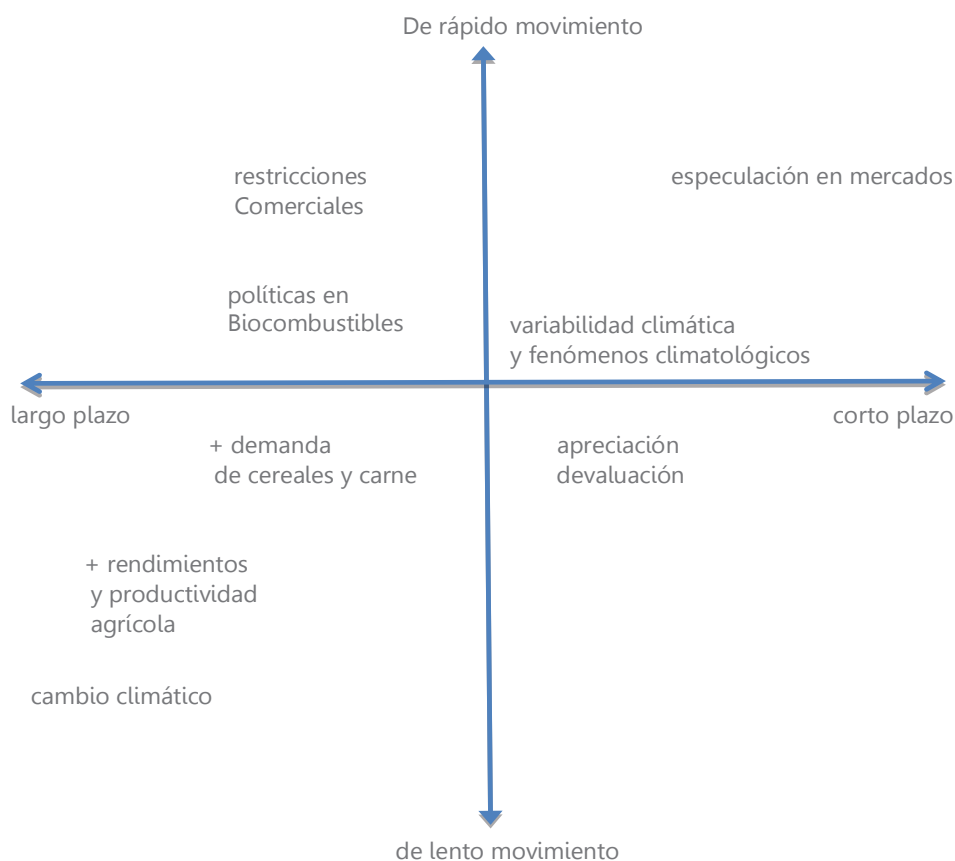 De rápido movimiento
restricciones
Comerciales
especulación en mercados
políticas en
Biocombustibles
variabilidad climática
y fenómenos climatológicos
largo plazo
corto plazo
+ demanda
de cereales y carne
apreciación
devaluación
+ rendimientos
y productividad
agrícola
cambio climático
de lento movimiento